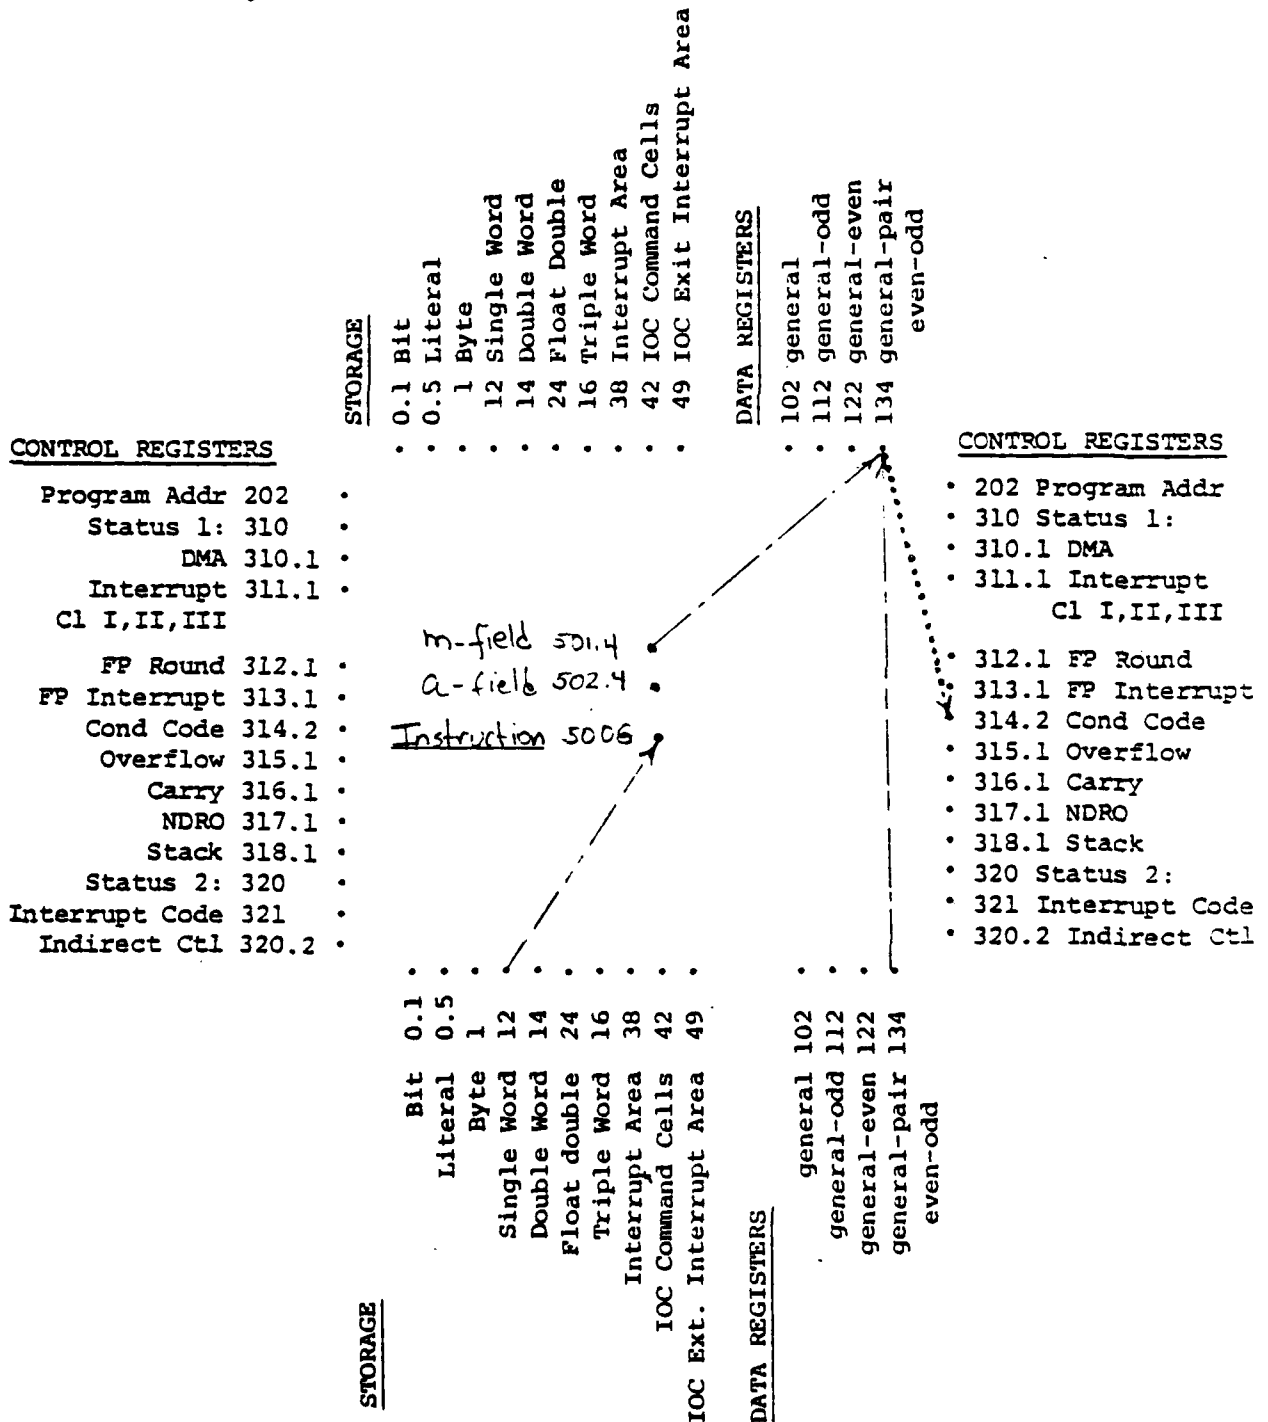 STORAGE
0.1 Bit
0.5 Literal
1 Byte
12 Single Word
14 Double Word
24 Float Double
16 Triple Word
38 Interrupt Area
42 IOC Command Cells
49 IOC Exit Interrupt Area
DATA REGISTERS
102 general
112 general-odd
122 general-even
134 general-pair
even-odd
CONTROL REGISTERS
Program Addr 202
Status 1: 310
DMA 310.1
Interrupt 311.1
Cl I,II,III
FP Round 312.1
FP Interrupt 313.1
Cond Code 314.2
Overflow 315.1
Carry 316.1
NDRO 317.1
Stack 318.1
Status 2: 320
Interrupt Code 321
Indirect Ctl 320.2
m-field 501.4
a-field 502.4
Instruction 5006
CONTROL REGISTERS
202 Program Addr
310 Status 1:
310.1 DMA
311.1 Interrupt
Cl I,II,III
312.1 FP Round
313.1 FP Interrupt
314.2 Cond Code
315.1 Overflow
316.1 Carry
317.1 NDRO
318.1 Stack
320 Status 2:
321 Interrupt Code
320.2 Indirect Ctl
STORAGE
Bit 0.1
Literal 0.5
Byte 1
Single Word 12
Double Word 14
Float double 24
Triple Word 16
Interrupt Area 38
IOC Command Cells 42
IOC Ext. Interrupt Area 49
DATA REGISTERS
general 102
general-odd 112
general-even 122
general-pair 134
even-odd